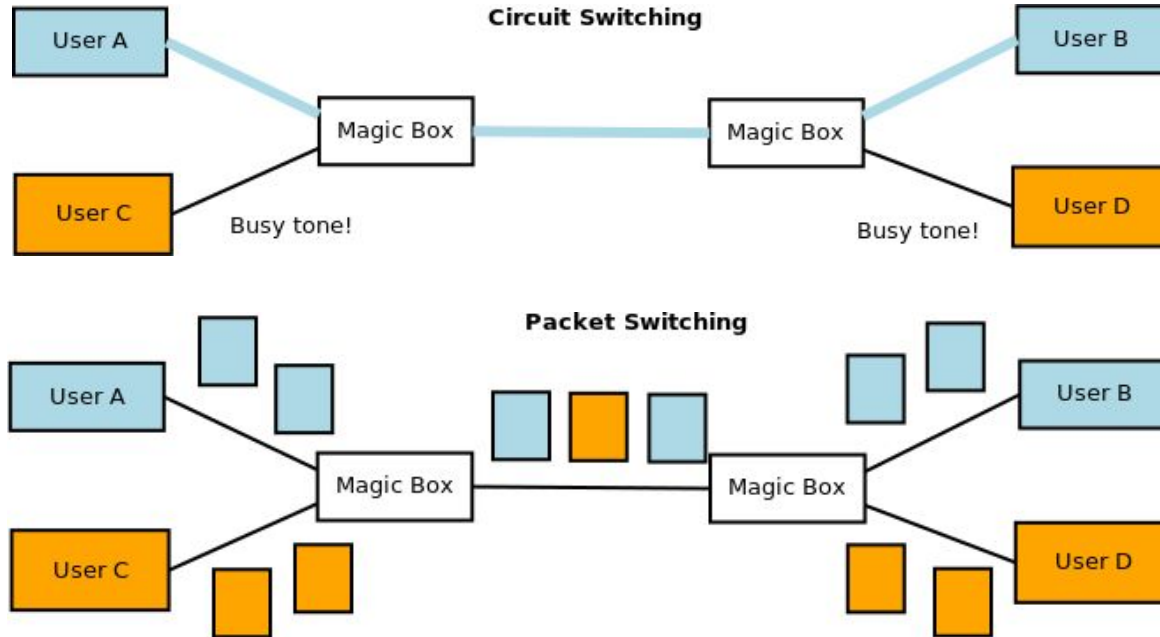 Circuit Switching
User A
User B
Magic Box
Magic Box
User C
User D
Busy tone!
Busy tone!
Packet Switching
User A
User B
Magic Box
Magic Box
User C
User D